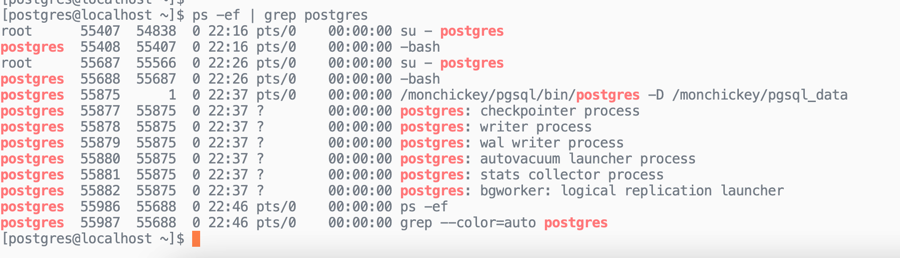 [postgres@localhost ~]$ ps -ef | grep postgres
root      55407  54838  0 22:16 pts/0    00:00:00 su - postgres
postgres  55408  55407  0 22:16 pts/0    00:00:00 -bash
root      55687  55566  0 22:26 pts/0    00:00:00 su - postgres
postgres  55688  55687  0 22:26 pts/0    00:00:00 -bash
postgres  55875      1  0 22:37 pts/0    00:00:00 /monchickey/pgsql/bin/postgres -D /monchickey/pgsql_data
postgres  55877  55875  0 22:37 ?        00:00:00 postgres: checkpointer process
postgres  55878  55875  0 22:37 ?        00:00:00 postgres: writer process
postgres  55879  55875  0 22:37 ?        00:00:00 postgres: wal writer process
postgres  55880  55875  0 22:37 ?        00:00:00 postgres: autovacuum launcher process
postgres  55881  55875  0 22:37 ?        00:00:00 postgres: stats collector process
postgres  55882  55875  0 22:37 ?        00:00:00 postgres: bgworker: logical replication launcher
postgres  55986  55688  0 22:46 pts/0    00:00:00 ps -ef
postgres  55987  55688  0 22:46 pts/0    00:00:00 grep --color=auto postgres
[postgres@localhost ~]$